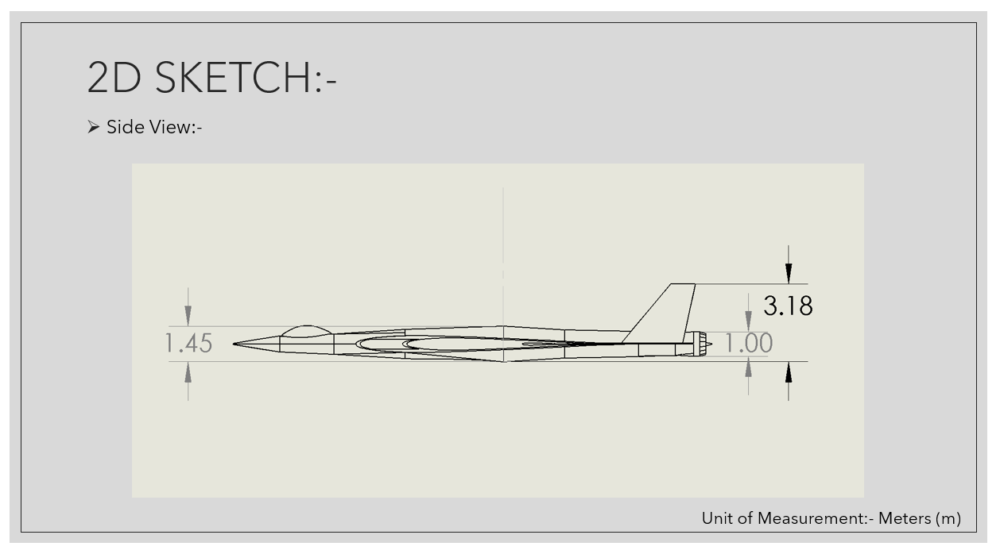 2D SKETCH:-
➢ Side View:-
3.18
1.45
1.00
Unit of Measurement:- Meters (m)